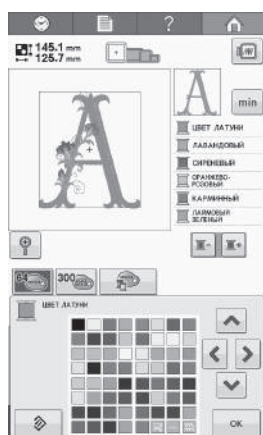 ?
145.1 mm
125.7 mm
min
ЦВЕТ ЛАТУНИ
ЛАВАНДОВЫЙ
СИРЕНЕВЫЙ
ОРАНЖЕВО-
РОЗОВЫЙ
КАРМИННЫЙ
ЛАЙМОВЫЙ
ЗЕЛЕНЫЙ
A
A
64
300
ЦВЕТ ЛАТУНИ
OK